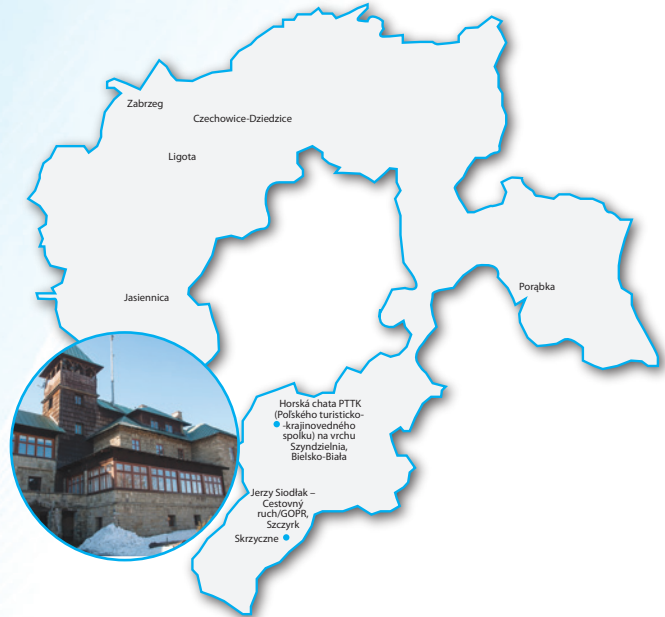 Zabrzeg
Czechowice-Dziedzice
Ligota
Jasiennica
Porąbka
Horská chata PTTK
(Poľského turisticko-
-krajinovedného
spolku) na vrchu
Szyndzielnia,
Bielsko-Biała
Jerzy Siodłak –
Cestovný
ruch/GOPR,
Szczyrk
Skrzyczne